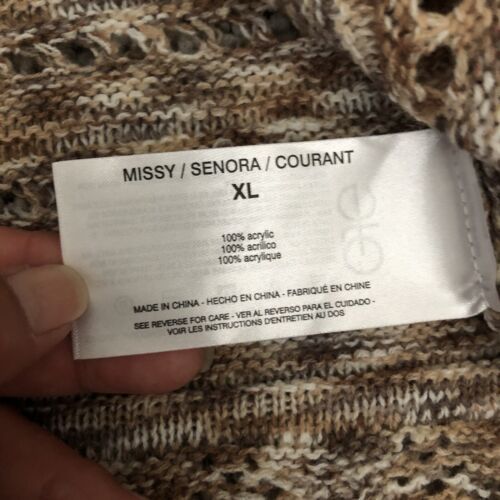 MISSY / SENORA / COURANT
XL
100% acrylic
100% acrilico
100% acrylique
MADE IN CHINA - HECHO EN CHINA - FABRIQUÉ EN CHINE
SEE REVERSE FOR CARE - VER AL REVERSO PARA EL CUIDADO -
VOIR LES INSTRUCTIONS D'ENTRETIEN AU DOS